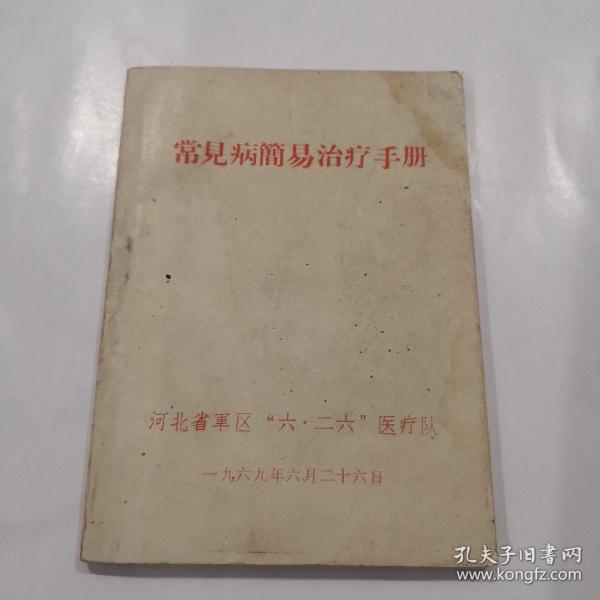 常見病簡易治疗手册
河北省軍区“六·二六”医疗队
一九六九年六月二十六日
孔夫子旧書网
www.kongfz.com